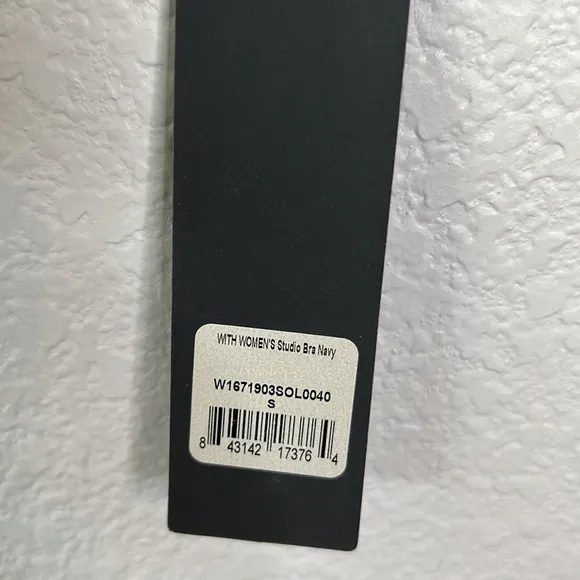 WITH WOMEN'S Studio Bra Navy
W1671903SOL0040
S
8 43142 17376 4